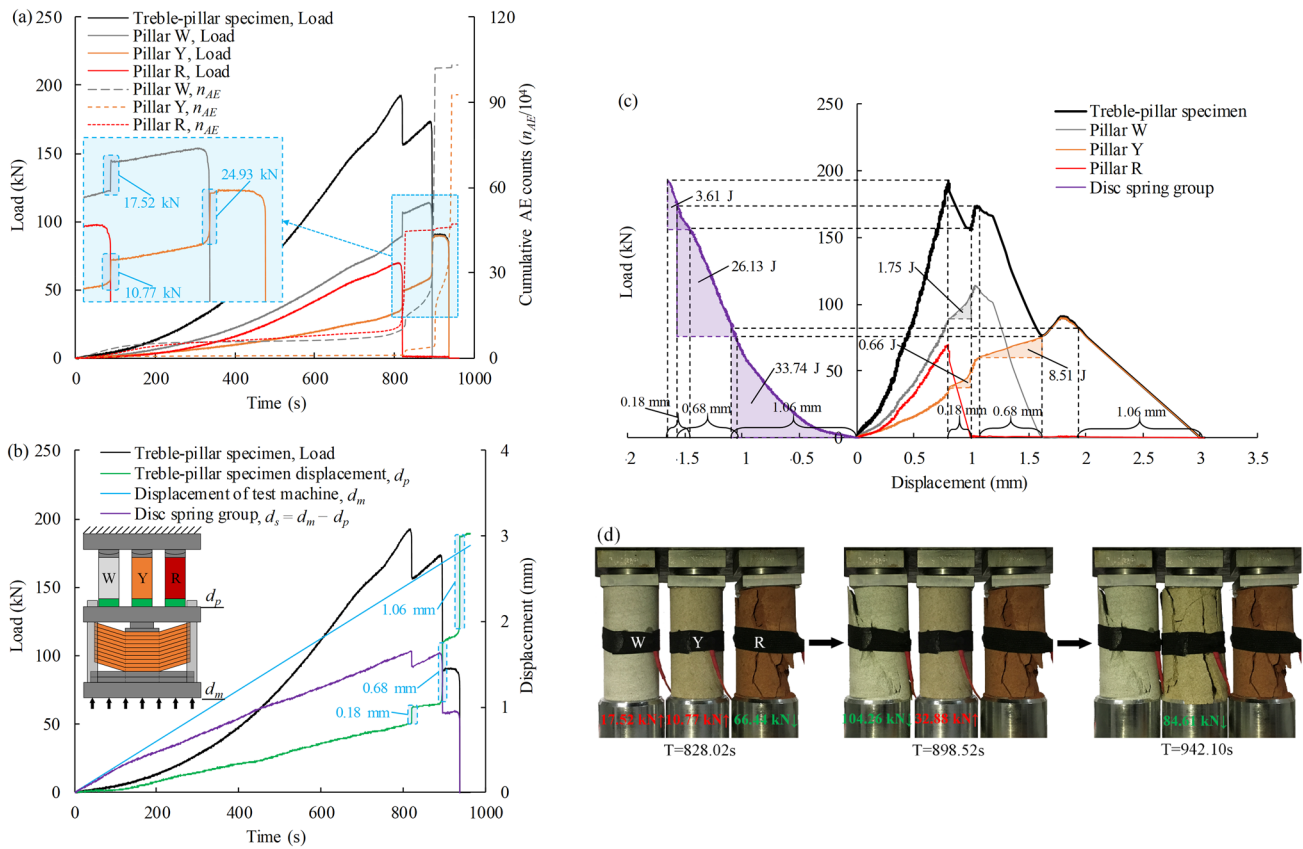 (a)
Treble-pillar specimen, Load
Pillar W, Load
Pillar Y, Load
Pillar R, Load
Pillar W, nAE
Pillar Y, nAE
Pillar R, nAE
17.52 kN
24.93 kN
10.77 kN
Load (kN)
250
200
150
100
50
0
Cumulative AE counts (nAE/10⁴)
120
90
60
30
0
0 200 400 600 800 1000
Time (s)
(b)
Treble-pillar specimen, Load
Treble-pillar specimen displacement, dp
Displacement of test machine, dm
Disc spring group, ds = dm − dp
W Y R
dp
dm
1.06 mm
0.68 mm
0.18 mm
Load (kN)
250
200
150
100
50
0
Displacement (mm)
4
3
2
1
0
0 200 400 600 800 1000
Time (s)
(c)
Treble-pillar specimen
Pillar W
Pillar Y
Pillar R
Disc spring group
Load (kN)
250
200
150
100
50
0
3.61 J
26.13 J
33.74 J
1.75 J
0.66 J
8.51 J
0.18 mm 0.68 mm 1.06 mm
0.18 mm 0.68 mm 1.06 mm
-2 -1.5 -1 -0.5 0 0.5 1 1.5 2 2.5 3 3.5
Displacement (mm)
(d)
W Y R
17.52 kN↑ 10.77 kN↑ 66.44 kN↓
T=828.02s
104.26 kN↓
T=898.52s
84.61 kN↓
T=942.10s